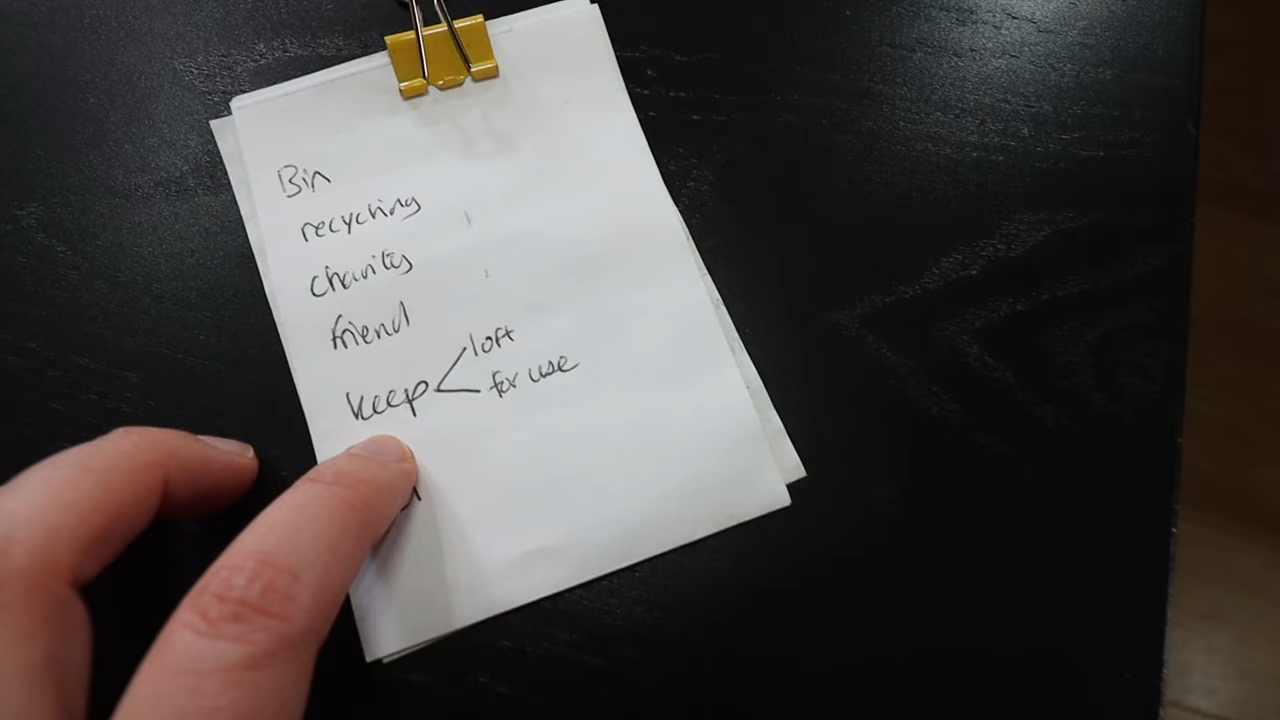 Bin
recycling
charity
friend
keep < loft
for use